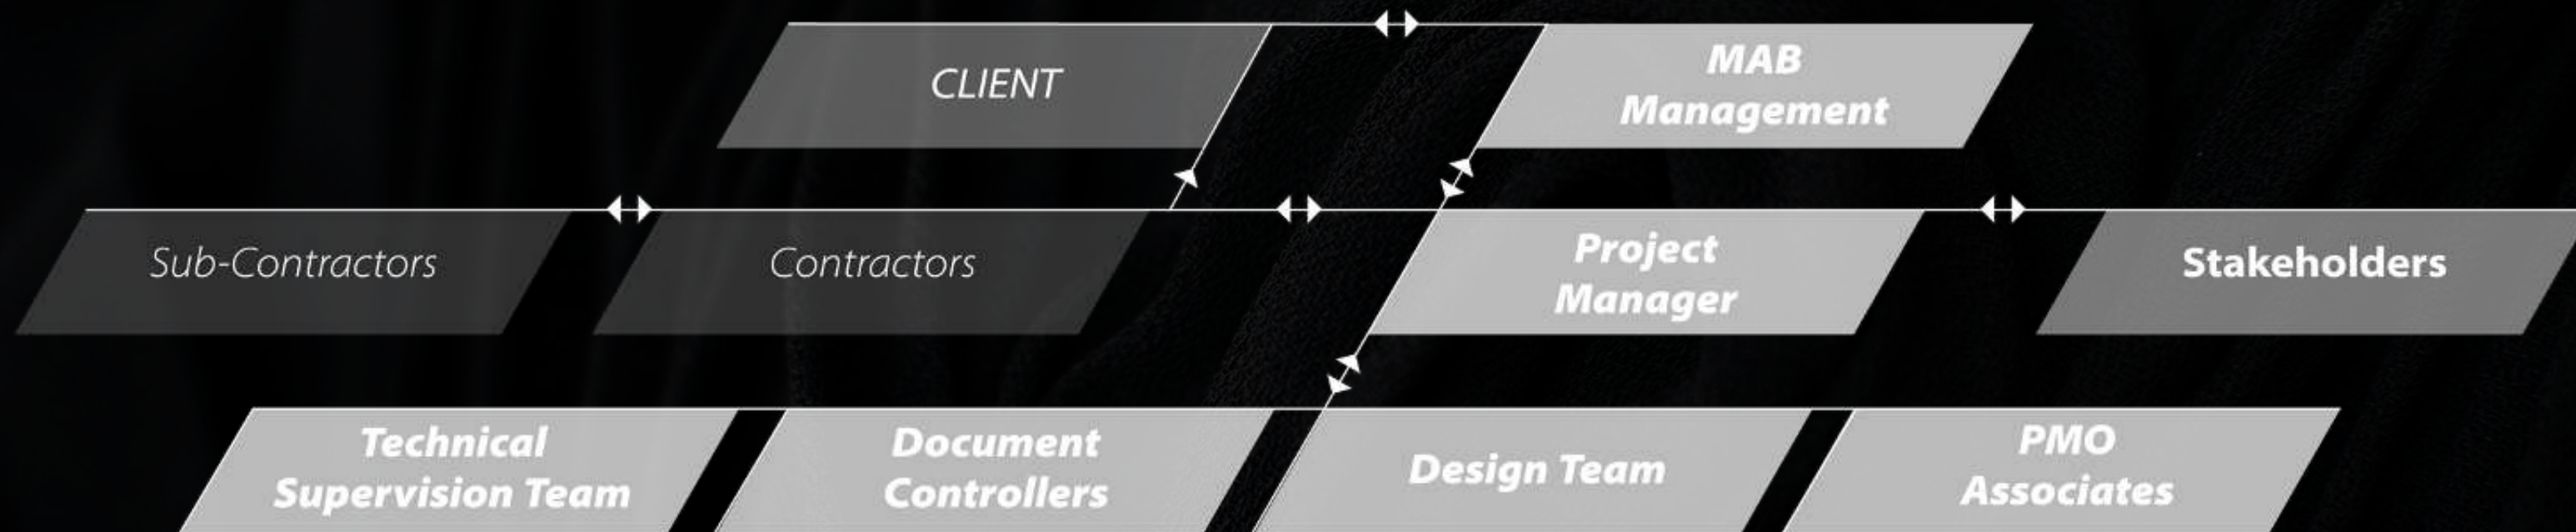 CLIENT
MAB
Management
Sub-Contractors
Contractors
Project
Manager
Stakeholders
Technical
Supervision Team
Document
Controllers
Design Team
PMO
Associates